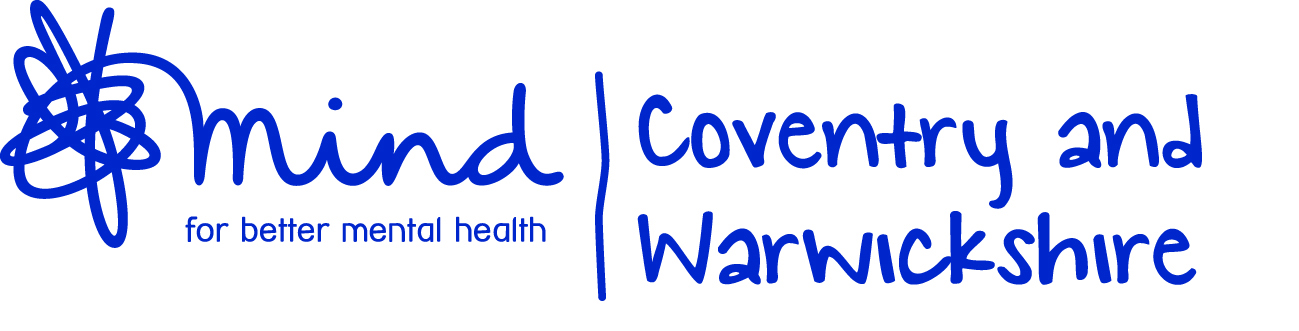 mind
for better mental health
Coventry and
Warwickshire